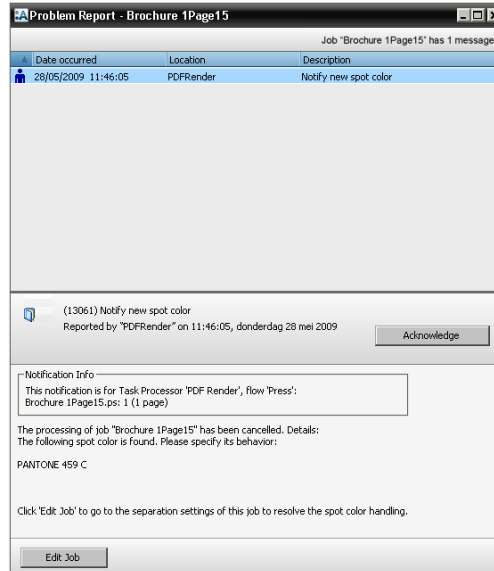 :A Problem Report - Brochure 1Page15
Job "Brochure 1Page15" has 1 message
Date occurred Location Description
28/05/2009 11:46:05 PDFRender Notify new spot color
(13061) Notify new spot color
Reported by "PDFRender" on 11:46:05, donderdag 28 mei 2009
Acknowledge
Notification Info
This notification is for Task Processor 'PDF Render', flow 'Press':
Brochure 1Page15.ps: 1 (1 page)
The processing of job "Brochure 1Page15" has been cancelled. Details:
The following spot color is found. Please specify its behavior:
PANTONE 459 C
Click 'Edit Job' to go to the separation settings of this job to resolve the spot color handling.
Edit Job